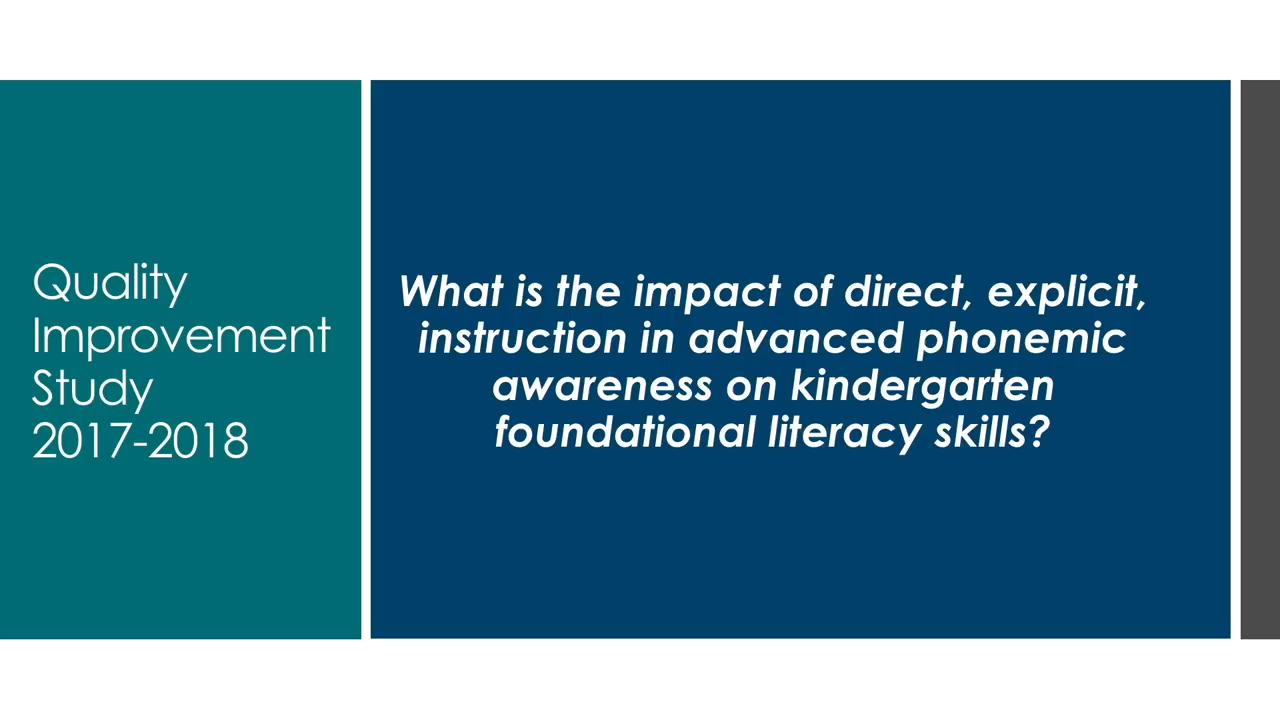 Quality
Improvement
Study
2017-2018
What is the impact of direct, explicit,
instruction in advanced phonemic
awareness on kindergarten
foundational literacy skills?